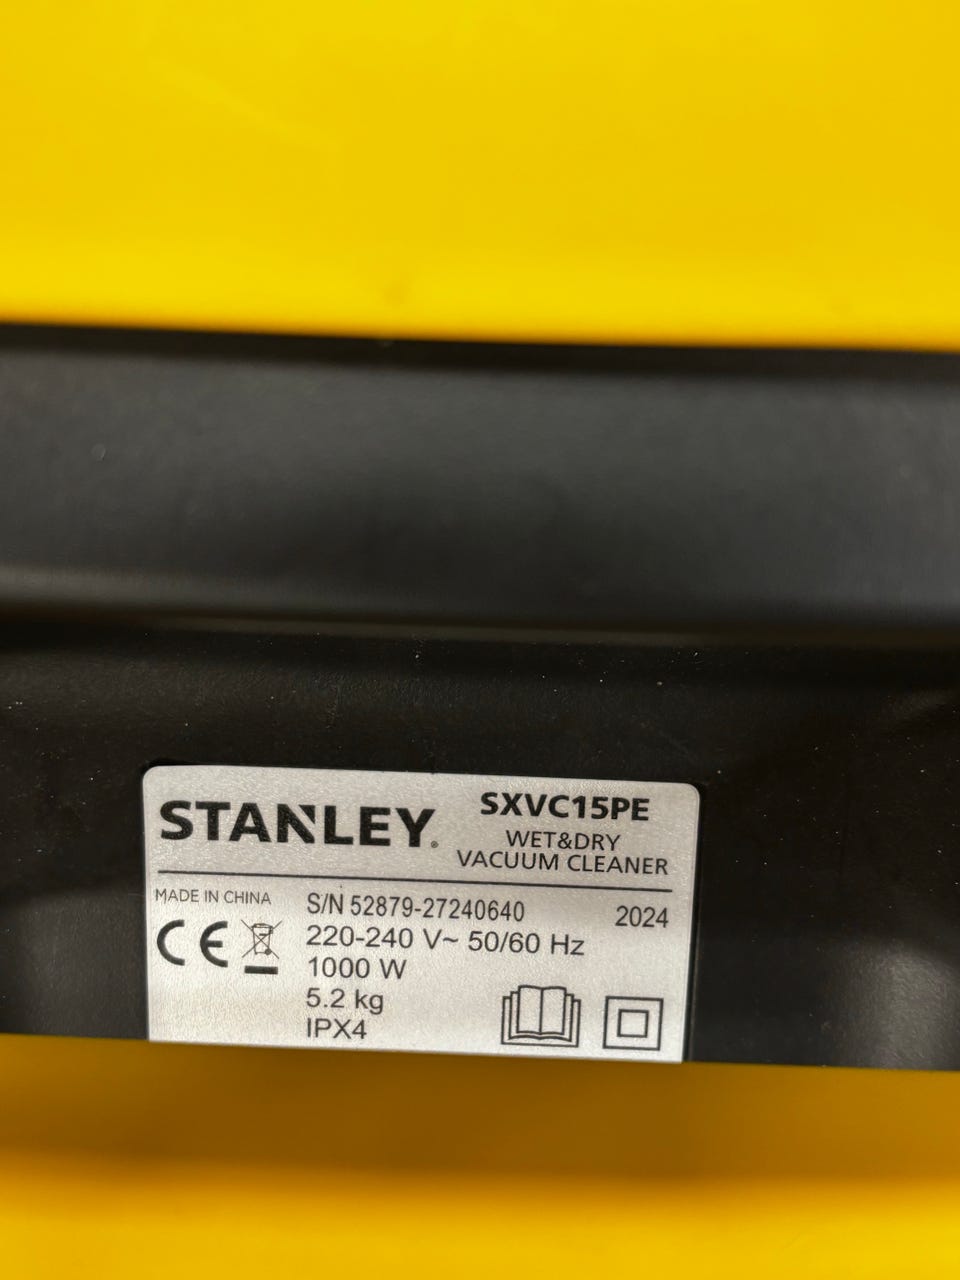 STANLEY®
SXVC15PE
WET&DRY
VACUUM CLEANER
MADE IN CHINA
S/N 52879-27240640
2024
CE
220-240 V~ 50/60 Hz
1000 W
5.2 kg
IPX4